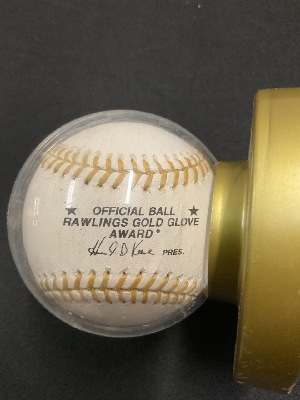 ★ OFFICIAL BALL ★
RAWLINGS GOLD GLOVE
AWARD®
PRES.